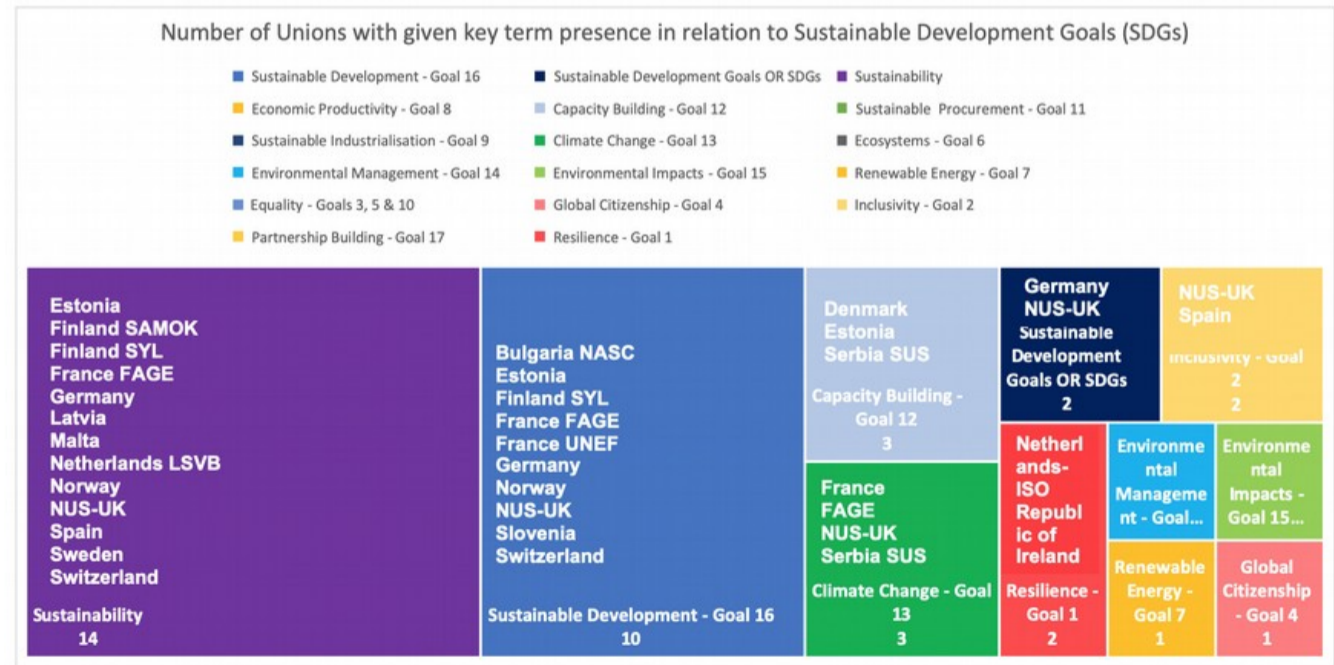 Number of Unions with given key term presence in relation to Sustainable Development Goals (SDGs)
Sustainable Development - Goal 16
Sustainable Development Goals OR SDGs
Sustainability
Economic Productivity - Goal 8
Capacity Building - Goal 12
Sustainable Procurement - Goal 11
Sustainable Industrialisation - Goal 9
Climate Change - Goal 13
Ecosystems - Goal 6
Environmental Management - Goal 14
Environmental Impacts - Goal 15
Renewable Energy - Goal 7
Equality - Goals 3, 5 & 10
Global Citizenship - Goal 4
Inclusivity - Goal 2
Partnership Building - Goal 17
Resilience - Goal 1
Estonia
Finland SAMOK
Finland SYL
France FAGE
Germany
Latvia
Malta
Netherlands LSVB
Norway
NUS-UK
Spain
Sweden
Switzerland
Sustainability
14
Bulgaria NASC
Estonia
Finland SYL
France FAGE
France UNEF
Germany
Norway
NUS-UK
Slovenia
Switzerland
Sustainable Development - Goal 16
10
Denmark
Estonia
Serbia SUS
Capacity Building -
Goal 12
3
France
FAGE
NUS-UK
Serbia SUS
Climate Change - Goal
13
3
Germany
NUS-UK
Sustainable
Development
Goals OR SDGs
2
NUS-UK
Spain
Inclusivity - Goal
2
2
Netherl
ands-
ISO
Republ
ic of
Ireland
Resilience -
Goal 1
2
Environme
ntal
Manageme
nt - Goal...
Environme
ntal
Impacts -
Goal 15...
Renewable
Energy -
Goal 7
1
Global
Citizenship
- Goal 4
1